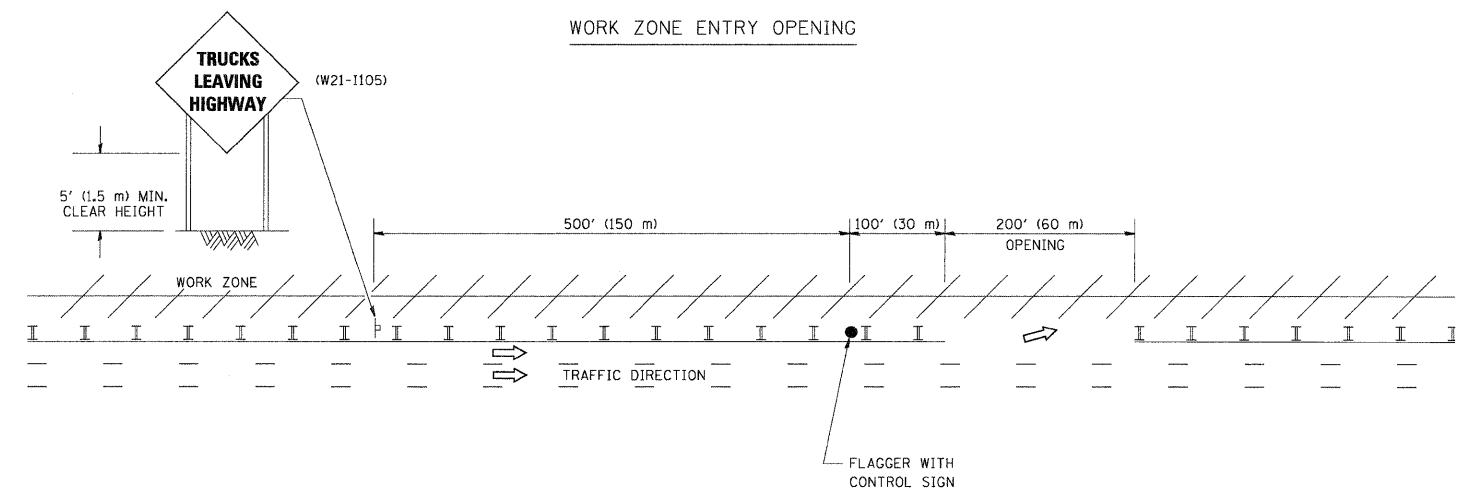 WORK ZONE ENTRY OPENING
TRUCKS
LEAVING
HIGHWAY
(W21-I105)
5' (1.5 m) MIN.
CLEAR HEIGHT
500' (150 m)
100' (30 m)
200' (60 m)
OPENING
WORK ZONE
TRAFFIC DIRECTION
FLAGGER WITH
CONTROL SIGN